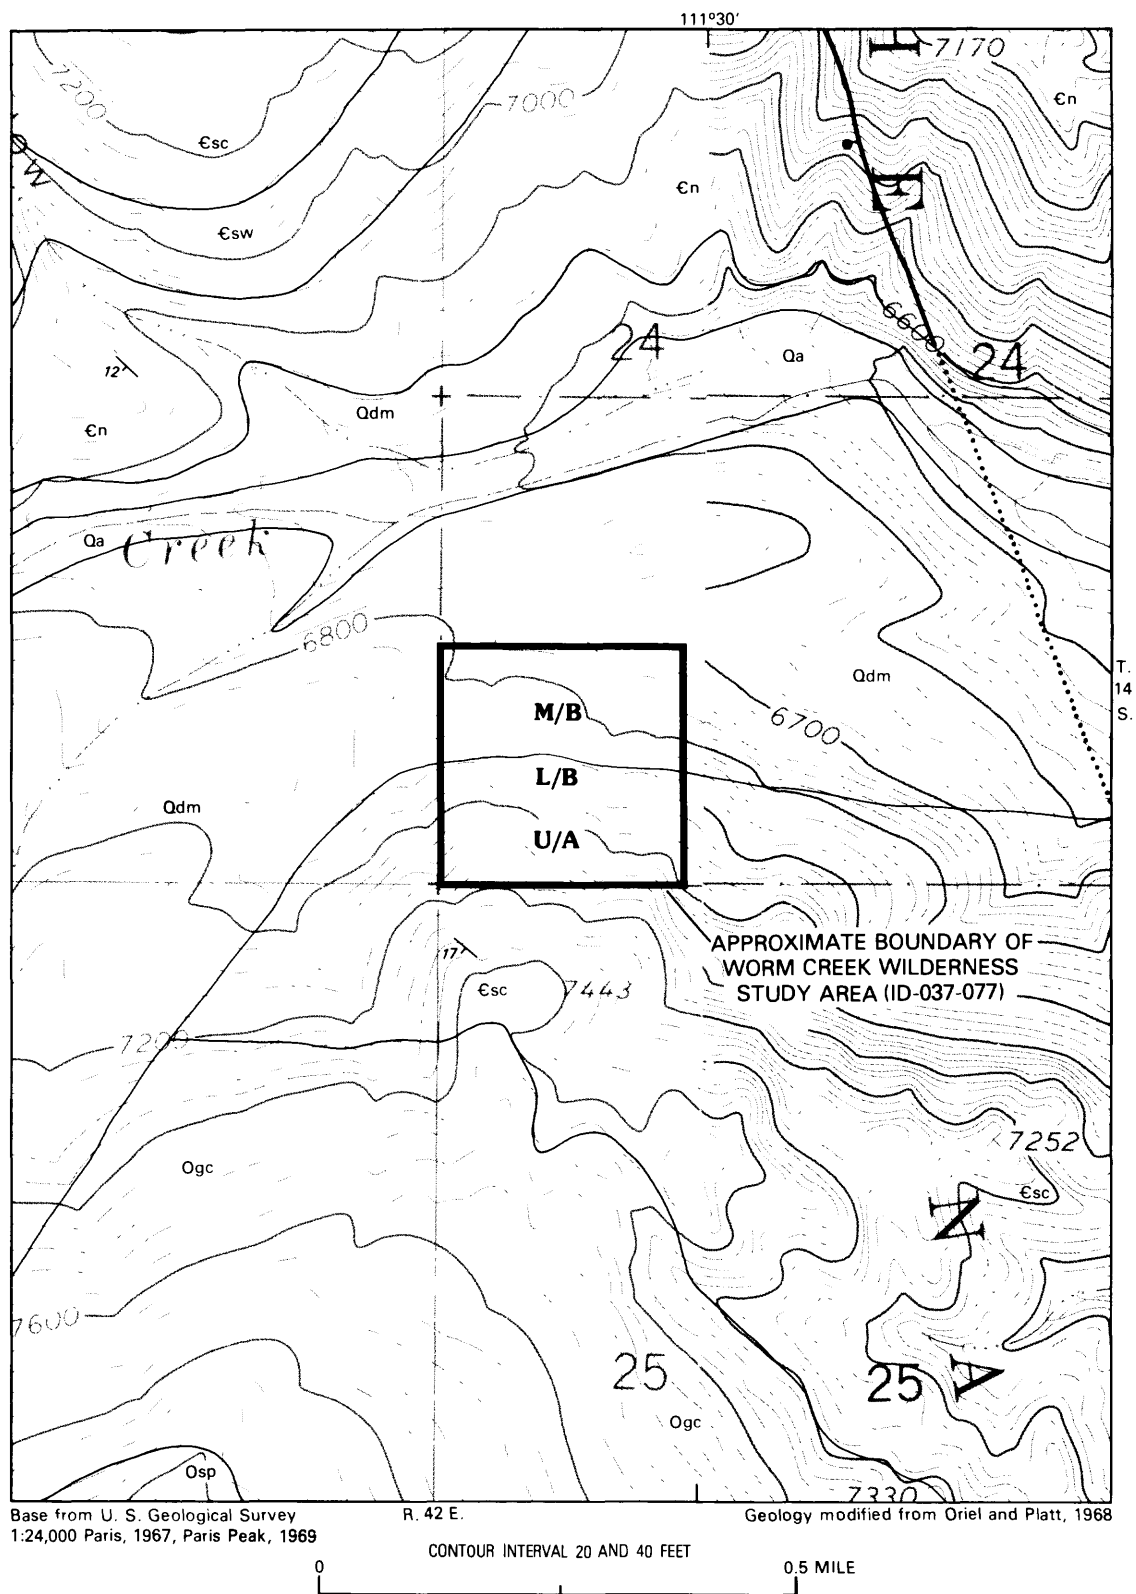 111°30'
7200
7000
7170
Єn
Єsc
W
Єn
E
Єsw
6600
24
Qa
24
12
Qdm
Єn
Qa
Creek
6800
Qdm
T.
14
S.
M/B
6700
L/B
Qdm
U/A
APPROXIMATE BOUNDARY OF
WORM CREEK WILDERNESS
STUDY AREA (ID-037-077)
17
Єsc
7443
7200
7252
Ogc
Єsc
N
7600
25
25
A
Ogc
Osp
7330
Base from U. S. Geological Survey
1:24,000 Paris, 1967, Paris Peak, 1969
R. 42 E.
Geology modified from Oriel and Platt, 1968
CONTOUR INTERVAL 20 AND 40 FEET
0
0.5 MILE